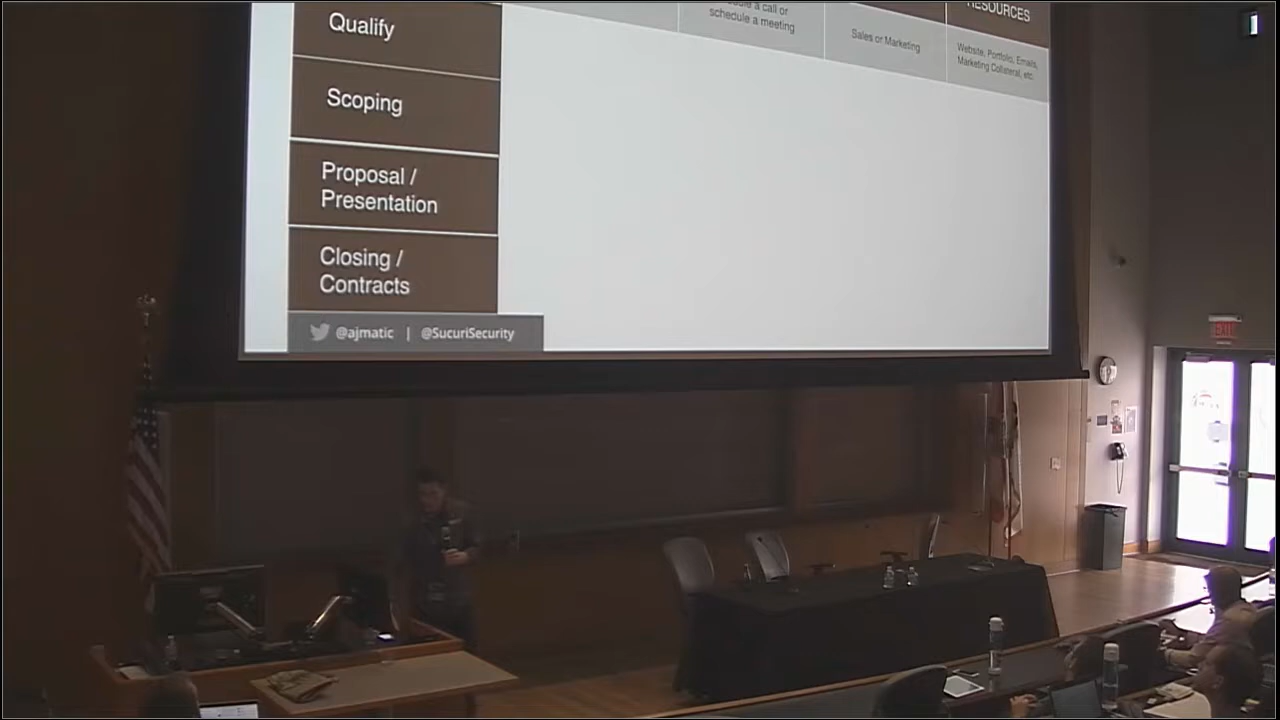 RESOURCES
Qualify
a call or
schedule a meeting
Sales or Marketing
Website, Portfolio, Emails,
Marketing Collateral, etc.
Scoping
Proposal /
Presentation
Closing /
Contracts
@ajmatic | @SucuriSecurity
EXIT